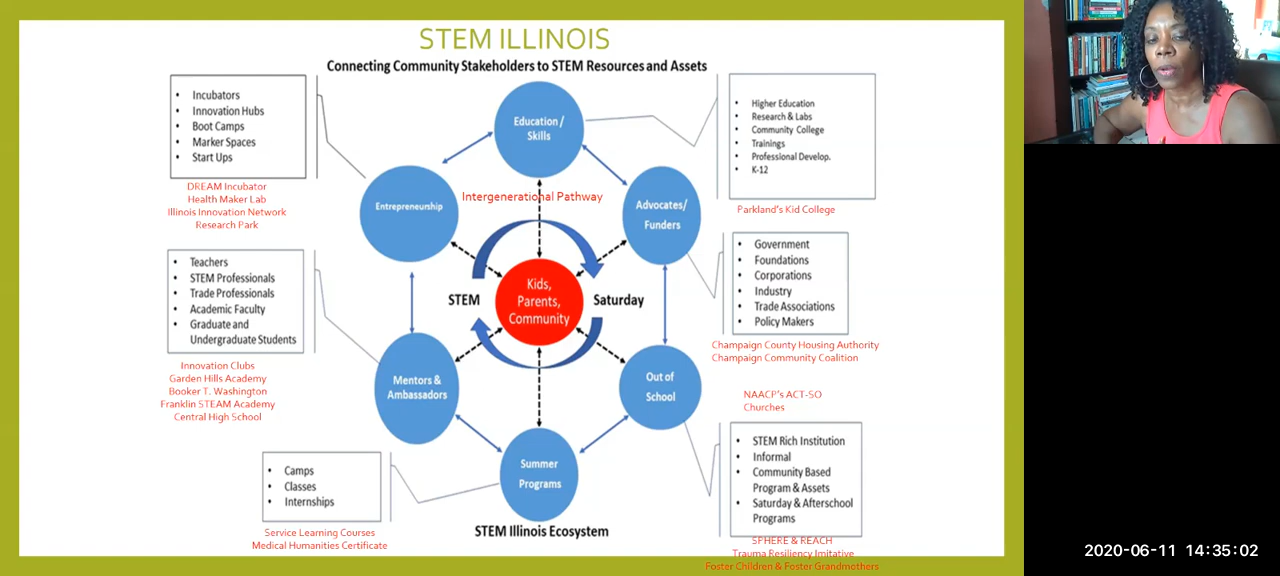 STEM ILLINOIS
Connecting Community Stakeholders to STEM Resources and Assets
Incubators
Innovation Hubs
Boot Camps
Marker Spaces
Start Ups
DREAM Incubator
Health Maker Lab
Illinois Innovation Network
Research Park
Education /
Skills
Higher Education
Research & Labs
Community College
Trainings
Professional Develop.
K-12
Parkland's Kid College
Entrepreneurship
Intergenerational Pathway
Advocates/
Funders
Teachers
STEM Professionals
Trade Professionals
Academic Faculty
Graduate and
Undergraduate Students
Innovation Clubs
Garden Hills Academy
Booker T. Washington
Franklin STEAM Academy
Central High School
STEM
Kids,
Parents,
Community
Saturday
Government
Foundations
Corporations
Industry
Trade Associations
Policy Makers
Champaign County Housing Authority
Champaign Community Coalition
Mentors &
Ambassadors
Out of
School
NAACP's ACT-SO
Churches
Camps
Classes
Internships
Service Learning Courses
Medical Humanities Certificate
Summer
Programs
STEM Illinois Ecosystem
STEM Rich Institution
Informal
Community Based
Program & Assets
Saturday & Afterschool
Programs
SPHERE & REACH
Trauma Resiliency Imitative
Foster Children & Foster Grandmothers
2020-06-11 14:35:02